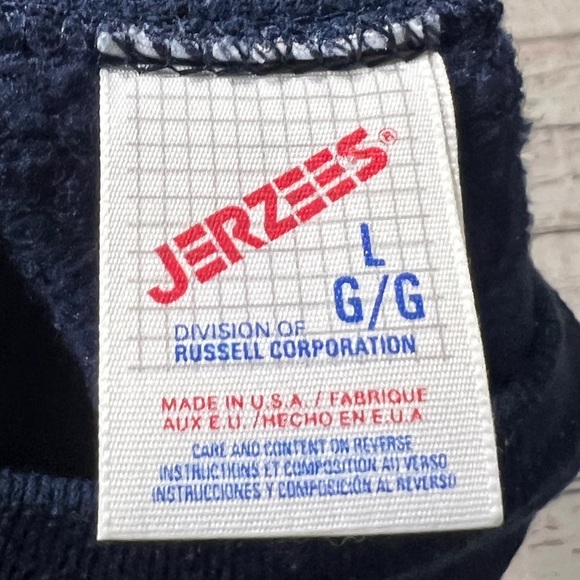 JERZEES®
L
G/G
DIVISION OF
RUSSELL CORPORATION
MADE IN U.S.A. / FABRIQUE
AUX E.U. / HECHO EN E.U.A
CARE AND CONTENT ON REVERSE
INSTRUCTIONS ET COMPOSITION AU VERSO
INSTRUCCIONES Y COMPOSICIÓN AL REVERSO